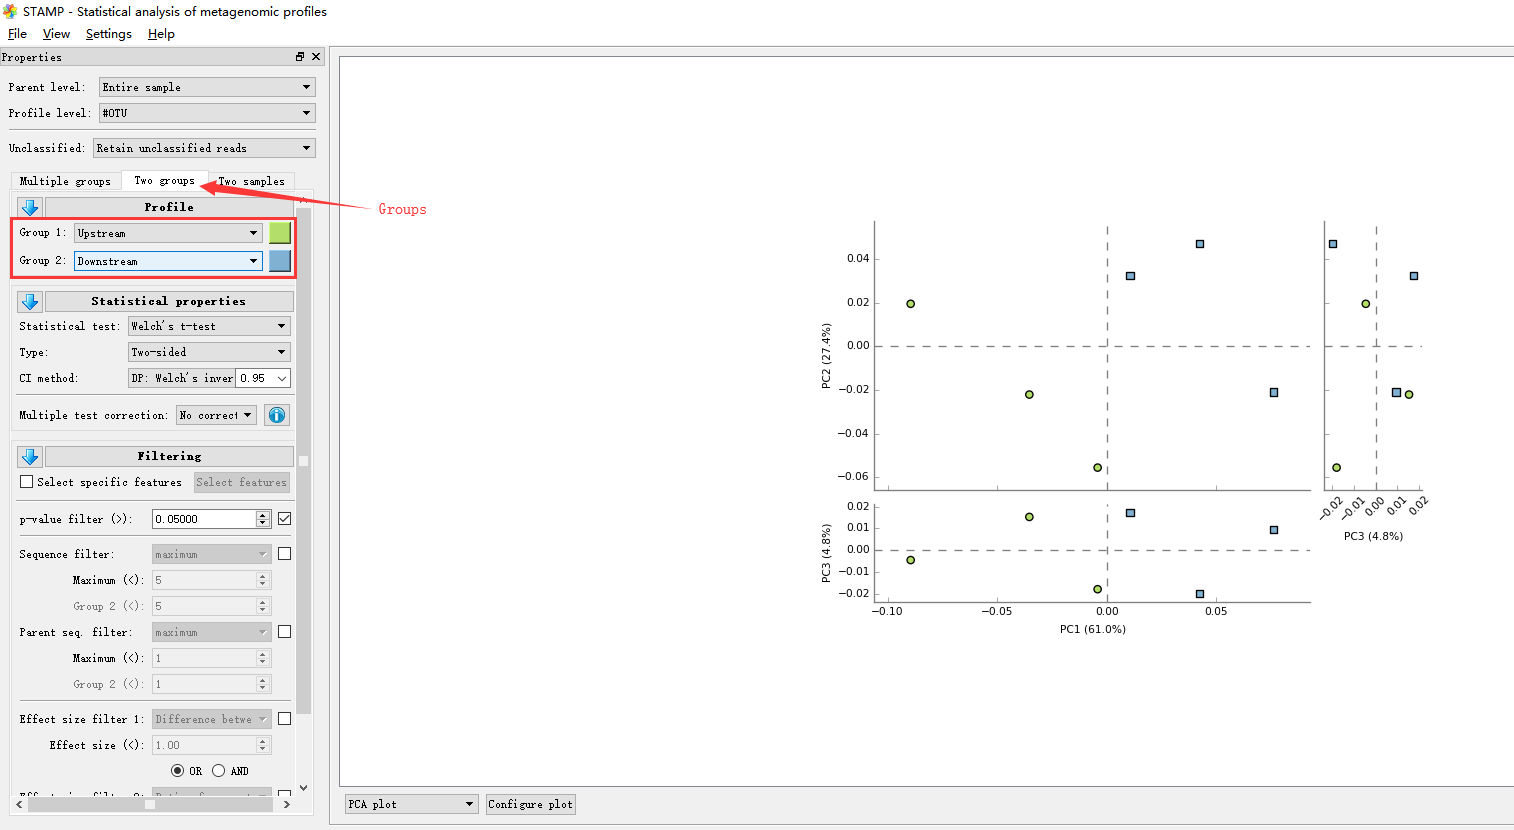 STAMP - Statistical analysis of metagenomic profiles
File View Settings Help
Properties
Parent level: Entire sample
Profile level: #OTU
Unclassified: Retain unclassified reads
Multiple groups Two groups Two samples
Profile
Groups
Group 1: Upstream
Group 2: Downstream
Statistical properties
Statistical test: Welch's t-test
Type: Two-sided
CI method: DP: Welch's inver 0.95
Multiple test correction: No correct
Filtering
Select specific features Select features
p-value filter (>): 0.05000
Sequence filter: maximum
Maximum (<): 5
Group 2 (<): 5
Parent seq. filter: maximum
Maximum (<): 1
Group 2 (<): 1
Effect size filter 1: Difference betwe
Effect size (<): 1.00
OR AND
PC2 (27.4%)
0.04
0.02
0.00
−0.02
−0.04
−0.06
PC3 (4.8%)
0.02
0.01
0.00
−0.01
−0.02
−0.10 −0.05 0.00 0.05
PC1 (61.0%)
−0.02 −0.01 0.00 0.01 0.02
PC3 (4.8%)
PCA plot Configure plot